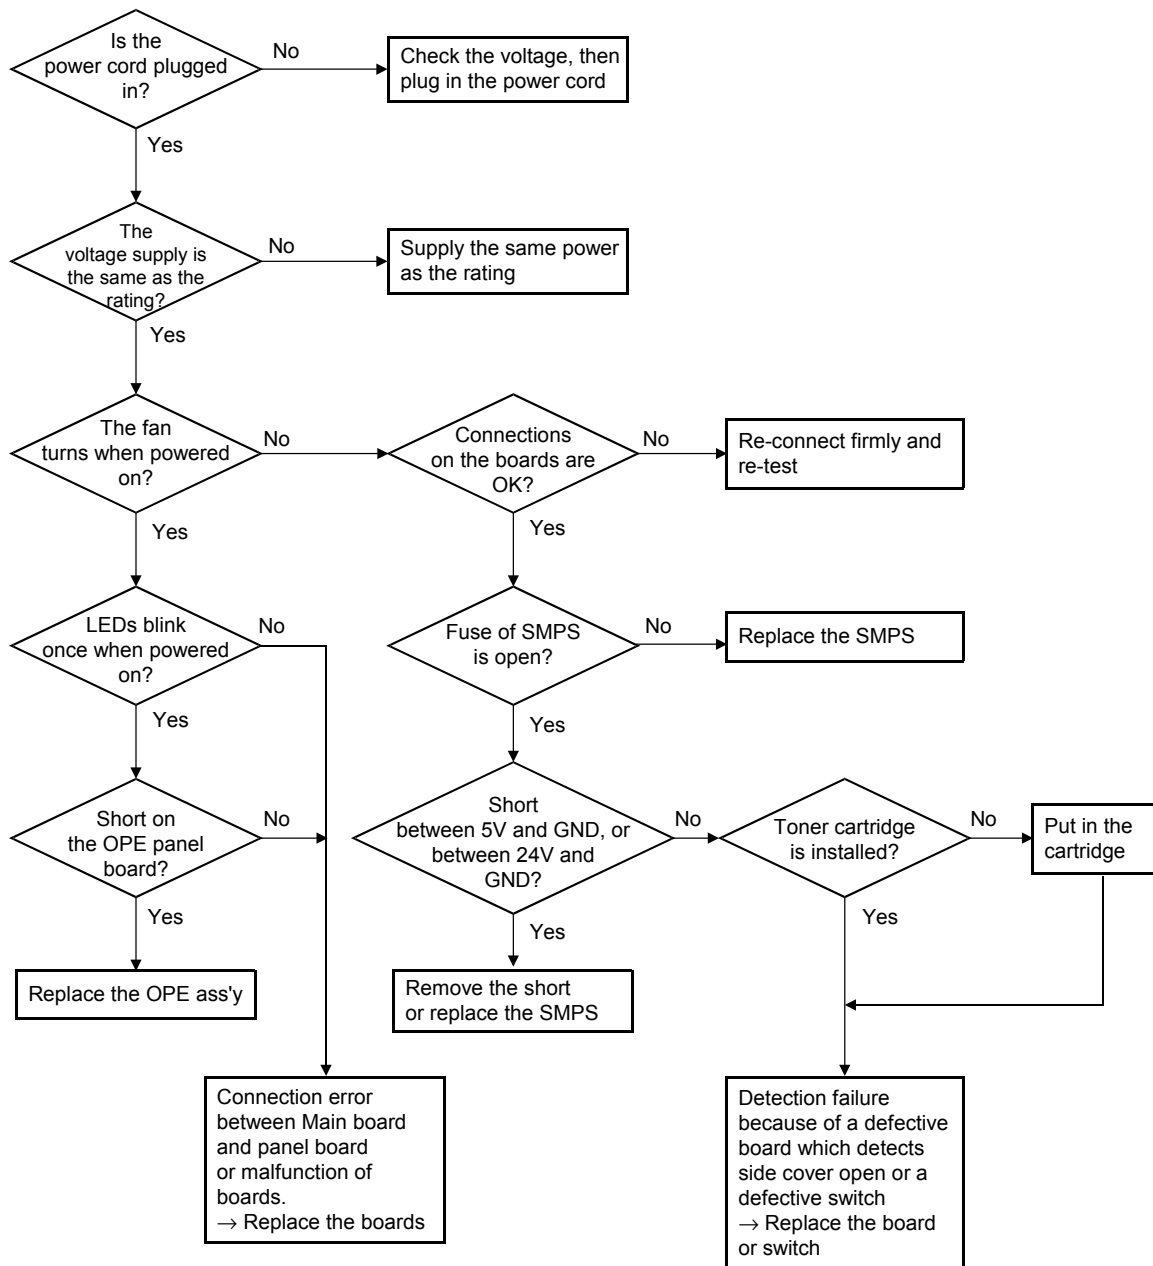 Is the
power cord plugged
in?
No
Check the voltage, then
plug in the power cord
Yes
The
voltage supply is
the same as the
rating?
No
Supply the same power
as the rating
Yes
The fan
turns when powered
on?
No
Connections
on the boards are
OK?
No
Re-connect firmly and
re-test
Yes
Yes
LEDs blink
once when powered
on?
No
Fuse of SMPS
is open?
No
Replace the SMPS
Yes
Yes
Short on
the OPE panel
board?
No
Short
between 5V and GND, or
between 24V and
GND?
No
Toner cartridge
is installed?
No
Put in the
cartridge
Yes
Yes
Yes
Replace the OPE ass'y
Remove the short
or replace the SMPS
Connection error
between Main board
and panel board
or malfunction of
boards.
→ Replace the boards
Detection failure
because of a defective
board which detects
side cover open or a
defective switch
→ Replace the board
or switch